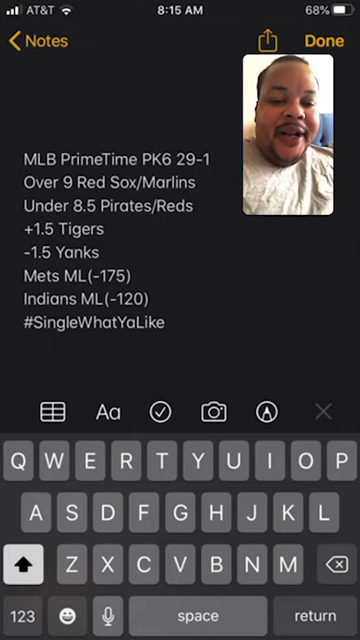 AT&T 8:15 AM 68%
Notes Done
MLB PrimeTime PK6 29-1
Over 9 Red Sox/Marlins
Under 8.5 Pirates/Reds
+1.5 Tigers
-1.5 Yanks
Mets ML(-175)
Indians ML(-120)
#SingleWhatYaLike
Aa
Q W E R T Y U I O P
A S D F G H J K L
Z X C V B N M
123 space return